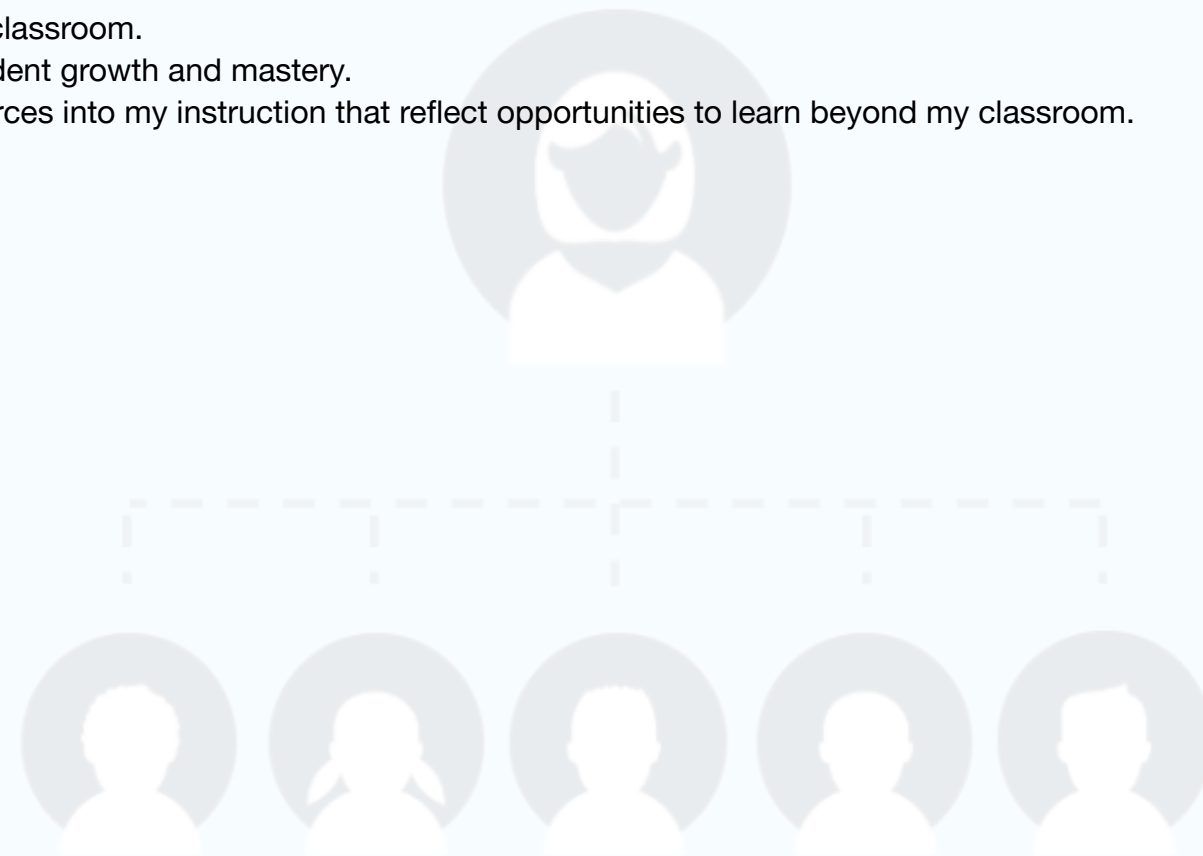 classroom.
dent growth and mastery.
rces into my instruction that reflect opportunities to learn beyond my classroom.